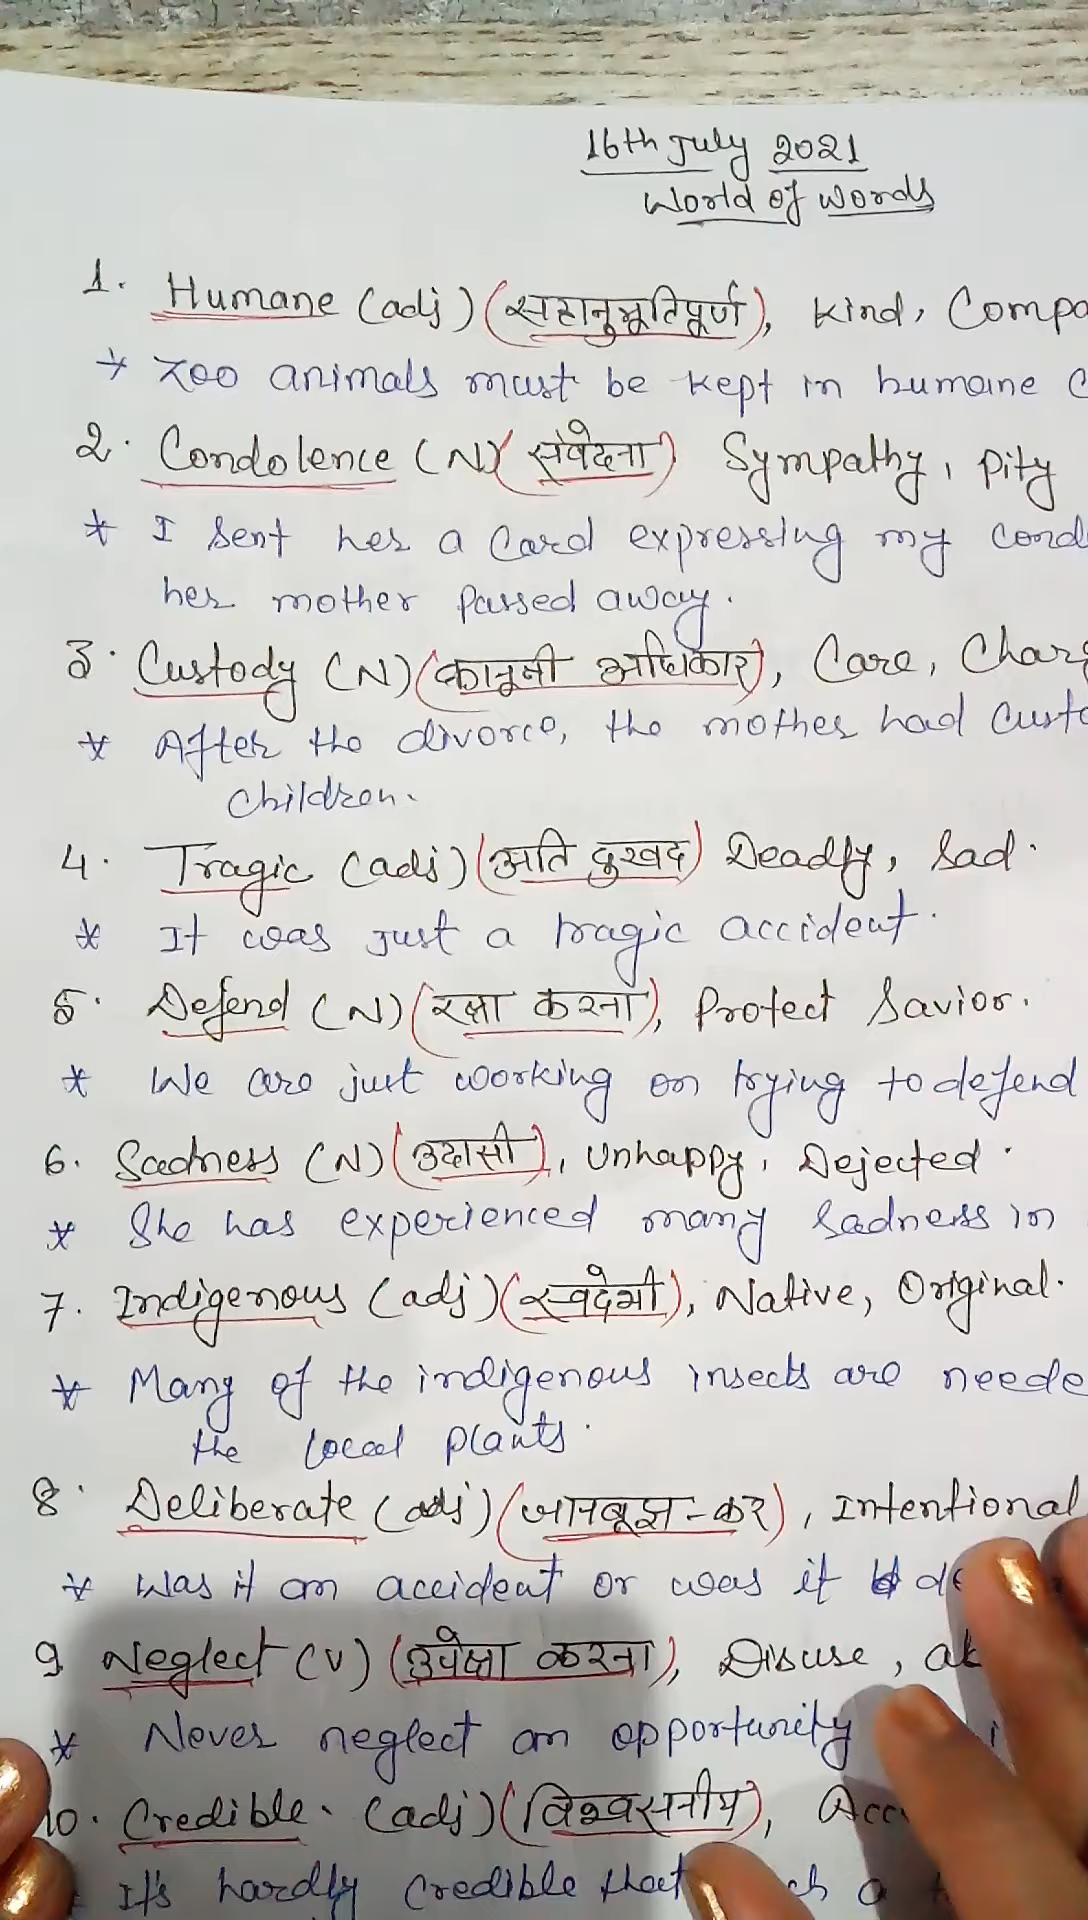 16th July 2021
World of Words
1. Humane (adj) (सहानुभूतिपूर्ण), Kind, Compa
* Zoo animals must be kept in humane c
2. Condolence (N) (संवेदना) Sympathy, Pity
* I sent her a card expressing my cond
her mother passed away.
3. Custody (N) (कानूनी अधिकार), Care, Char
* After the divorce, the mother had custo
children.
4. Tragic (adj) (अति दुखद) Deadly, Sad.
* It was just a tragic accident.
5. Defend (N) (रक्षा करना), Protect Savior.
* We are just working on trying to defend
6. Sadness (N) (उदासी), Unhappy, Dejected.
* She has experienced many sadness in
7. Indigenous (adj) (स्वदेशी), Native, Original.
* Many of the indigenous insects are neede
the local plants.
8. Deliberate (adj) (जानबूझ-कर), Intentional
* Was it an accident or was it de
9 Neglect (V) (उपेक्षा करना), Disuse,
* Never neglect an opportunity
10. Credible. (adj) (विश्वसनीय), Acc
It's hardly credible that a